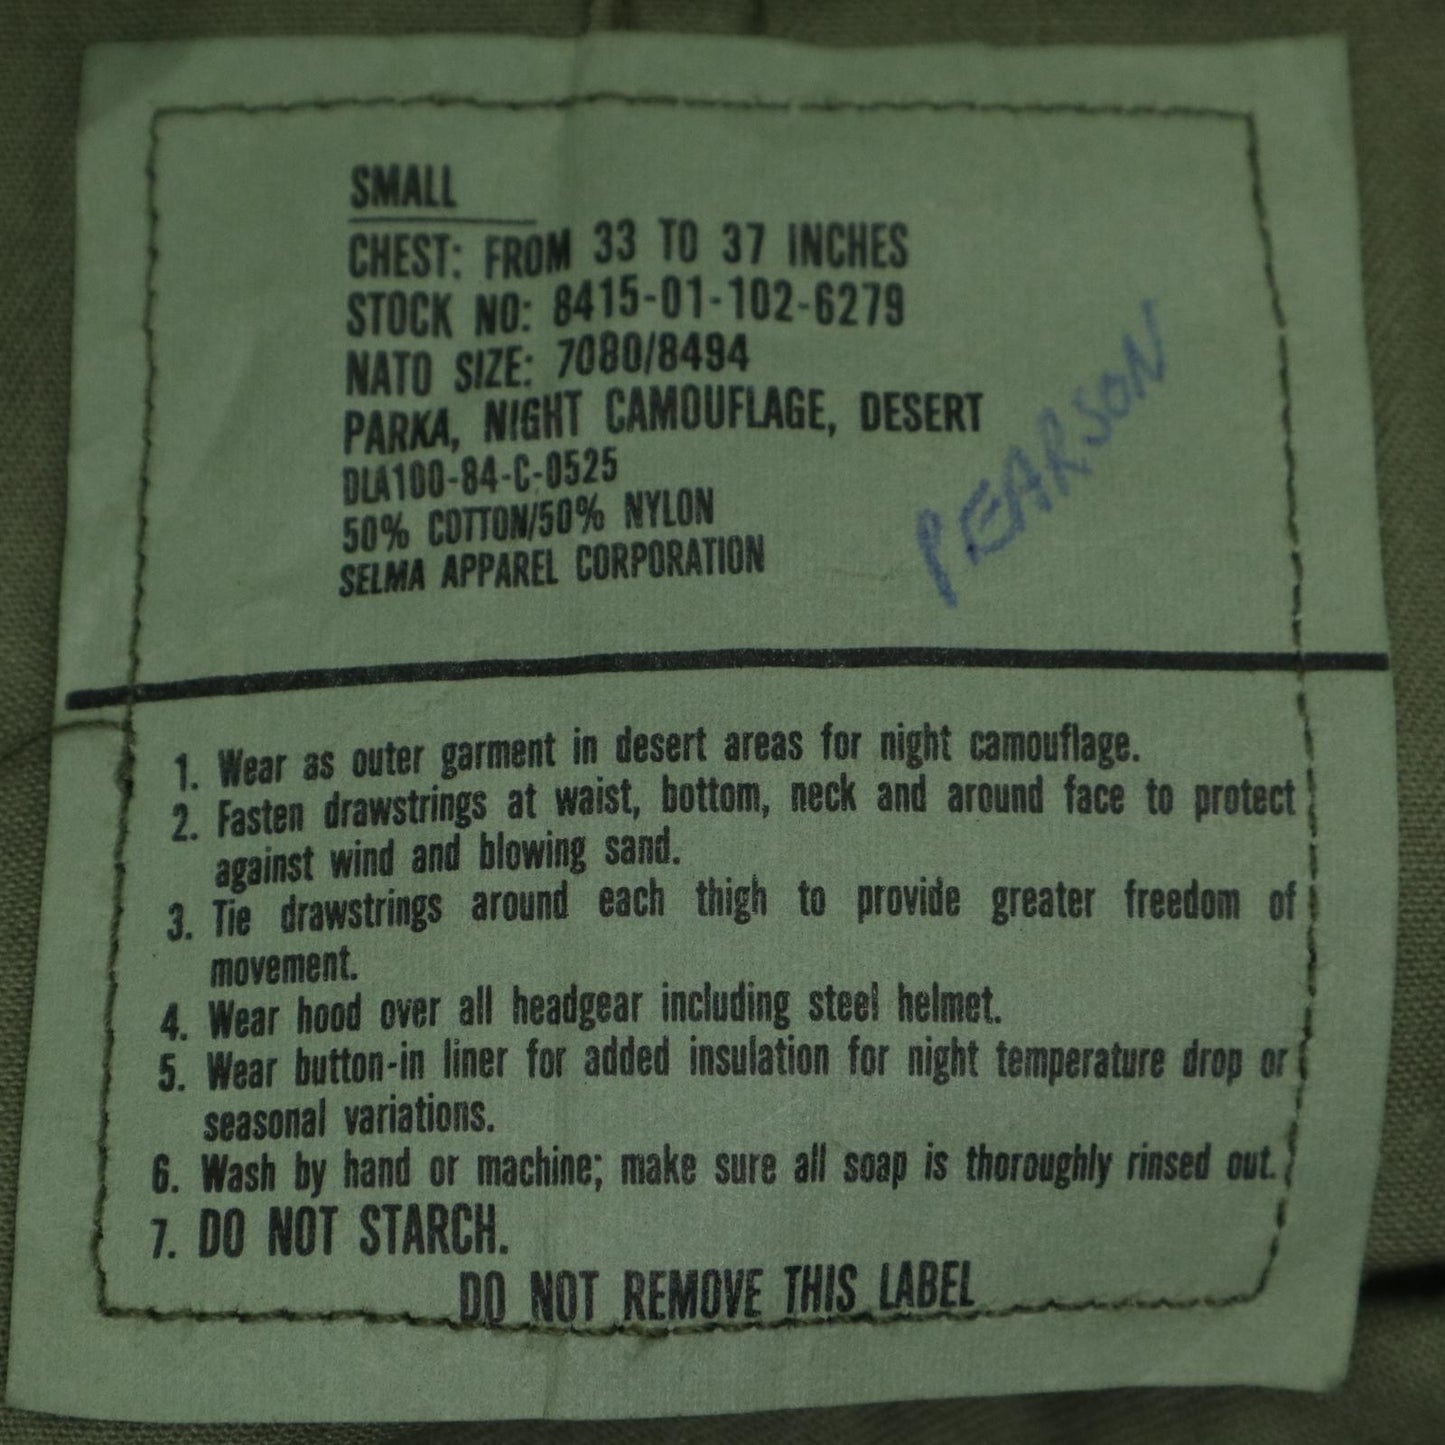 SMALL
CHEST: FROM 33 TO 37 INCHES
STOCK NO: 8415-01-102-6279
NATO SIZE: 7080/8494
PARKA, NIGHT CAMOUFLAGE, DESERT
DLA100-84-C-0525
50% COTTON/50% NYLON
SELMA APPAREL CORPORATION
PEARSON
1. Wear as outer garment in desert areas for night camouflage.
2. Fasten drawstrings at waist, bottom, neck and around face to protect
against wind and blowing sand.
3. Tie drawstrings around each thigh to provide greater freedom of
movement.
4. Wear hood over all headgear including steel helmet.
5. Wear button-in liner for added insulation for night temperature drop or
seasonal variations.
6. Wash by hand or machine; make sure all soap is thoroughly rinsed out.
7. DO NOT STARCH.
DO NOT REMOVE THIS LABEL